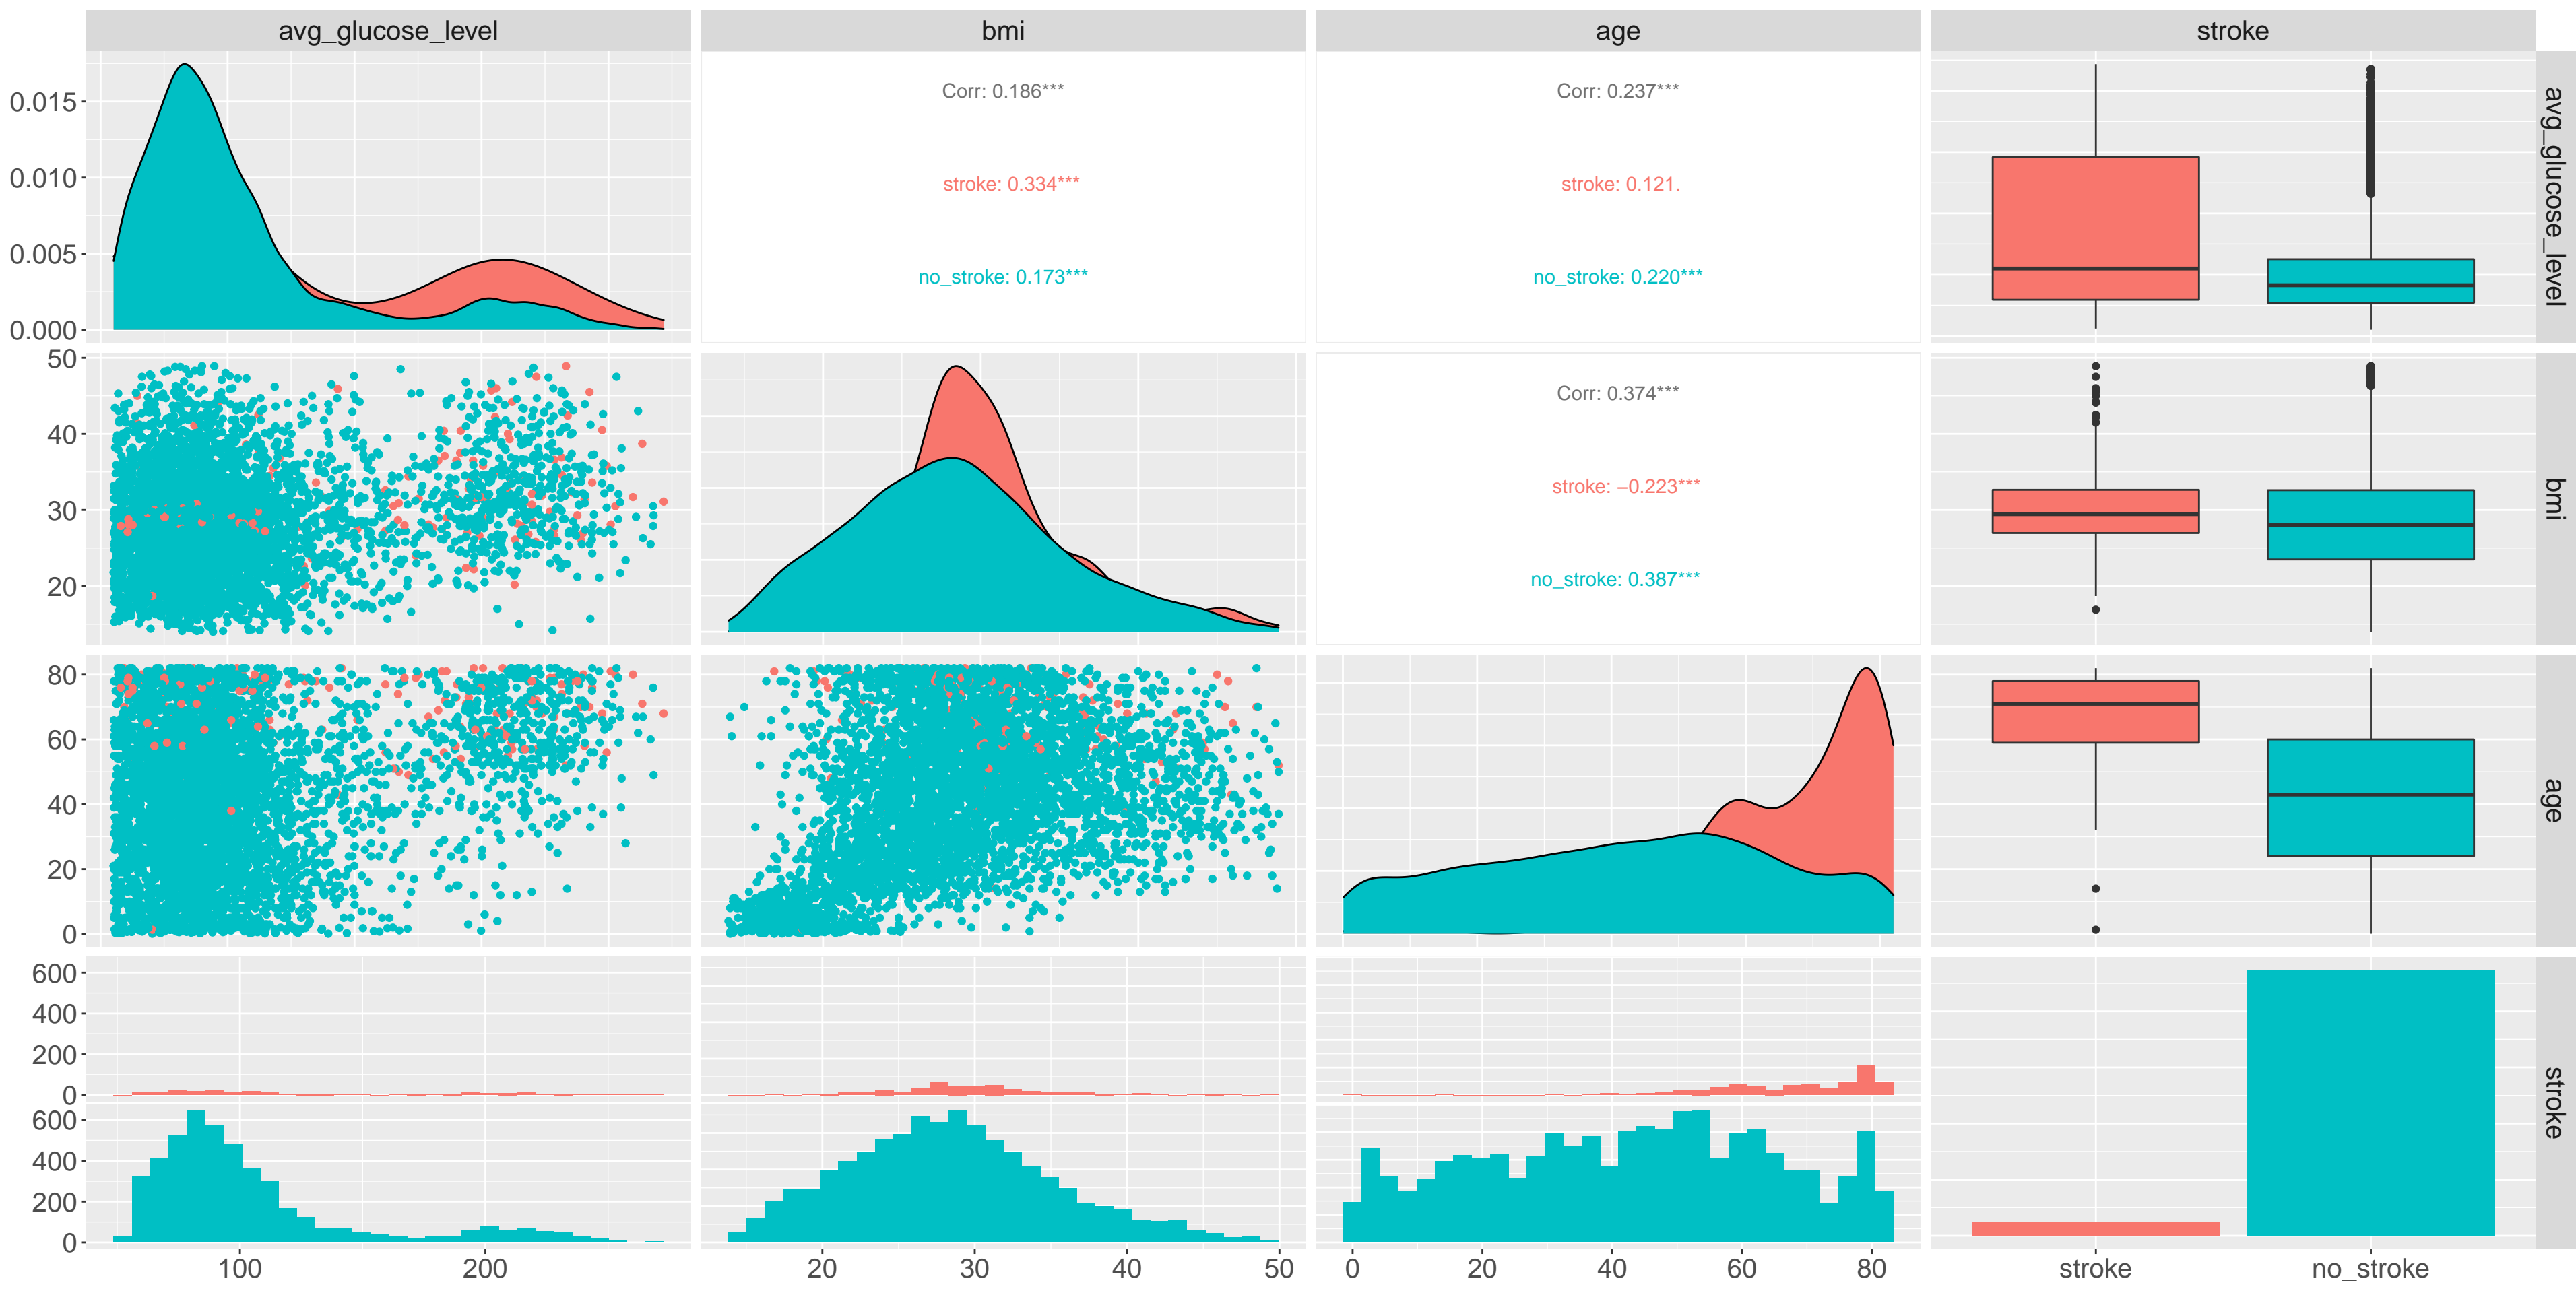 avg_glucose_level bmi age stroke
0.015
0.010
0.005
0.000
Corr: 0.186***
stroke: 0.334***
no_stroke: 0.173***
Corr: 0.237***
stroke: 0.121.
no_stroke: 0.220***
avg_glucose_level
50
40
30
20
Corr: 0.374***
stroke: −0.223***
no_stroke: 0.387***
bmi
80
60
40
20
0
age
600
400
200
0
600
400
200
0
stroke
100 200 20 30 40 50 0 20 40 60 80 stroke no_stroke